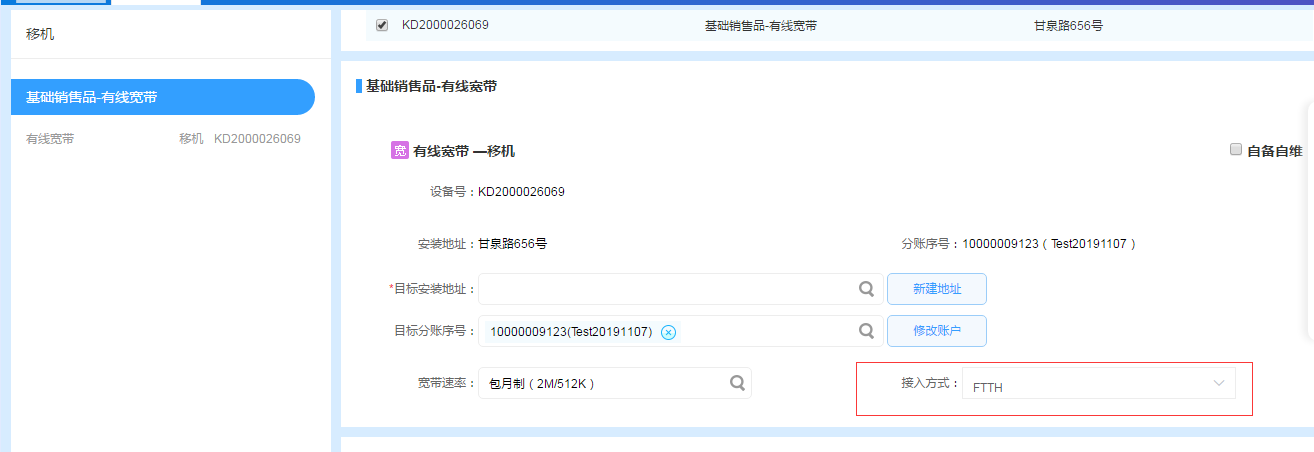 移机
KD2000026069 基础销售品-有线宽带 甘泉路656号
基础销售品-有线宽带
基础销售品-有线宽带
有线宽带 移机 KD2000026069
宽 有线宽带 —移机
自备自维
设备号：KD2000026069
安装地址：甘泉路656号 分账序号：10000009123（Test20191107）
*目标安装地址： 新建地址
目标分账序号：10000009123(Test20191107) 修改账户
宽带速率：包月制（2M/512K） 接入方式：FTTH